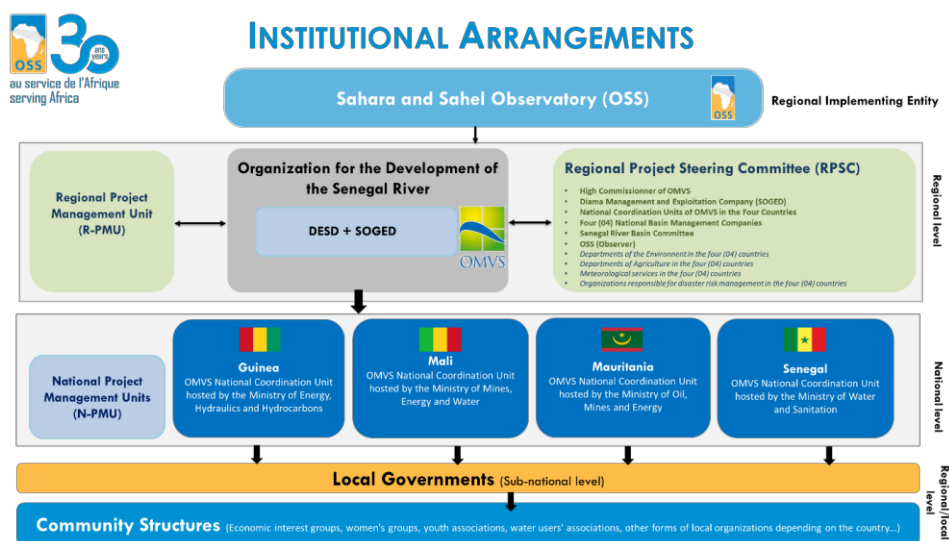 OSS
30 ans years
au service de l'Afrique
serving Africa
INSTITUTIONAL ARRANGEMENTS
Sahara and Sahel Observatory (OSS)
OSS
Regional Implementing Entity
Regional Project
Management Unit
(R-PMU)
Organization for the Development of
the Senegal River
DESD + SOGED
OMVS
Regional Project Steering Committee (RPSC)
• High Commissioner of OMVS
• Diama Management and Exploitation Company (SOGED)
• National Coordination Units of OMVS in the Four Countries
• Four (04) National Basin Management Companies
• Senegal River Basin Committee
• OSS (Observer)
• Departments of the Environnent in the four (04) countries
• Departments of Agriculture in the four (04) countries
• Meteorological services in the four (04) countries
• Organizations responsible for disaster risk management in the four (04) countries
Regional level
National Project
Management Units
(N-PMU)
Guinea
OMVS National Coordination Unit
hosted by the Ministry of Energy,
Hydraulics and Hydrocarbons
Mali
OMVS National Coordination Unit
hosted by the Ministry of Mines,
Energy and Water
Mauritania
OMVS National Coordination Unit
hosted by the Ministry of Oil,
Mines and Energy
Senegal
OMVS National Coordination Unit
hosted by the Ministry of Water
and Sanitation
National level
Local Governments (Sub-national level)
Community Structures (Economic interest groups, women's groups, youth associations, water users' associations, other forms of local organizations depending on the country...)
Regional/local
level